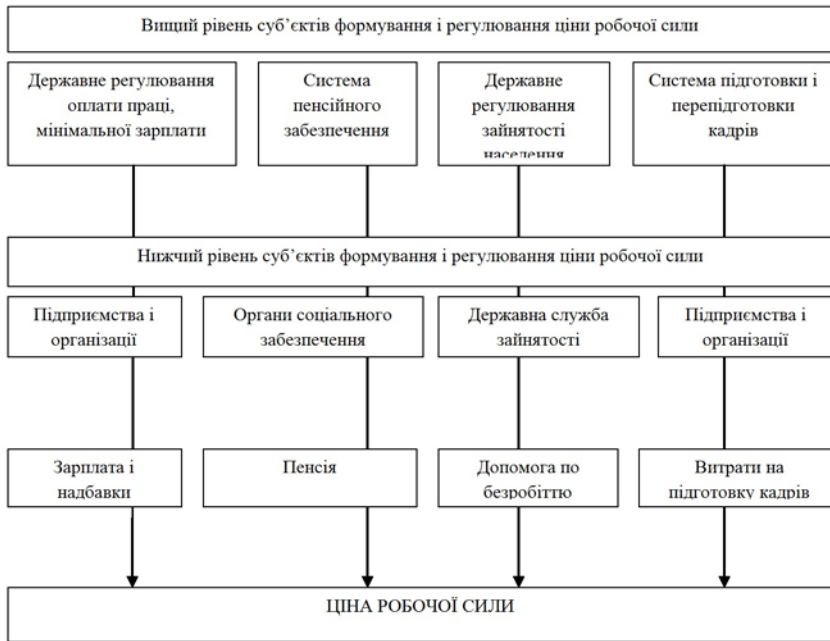 Вищий рівень суб’єктів формування і регулювання ціни робочої сили
Державне регулювання
оплати праці,
мінімальної зарплати
Система
пенсійного
забезпечення
Державне
регулювання
зайнятості
населення
Система підготовки і
перепідготовки
кадрів
Нижчий рівень суб’єктів формування і регулювання ціни робочої сили
Підприємства і
організації
Органи соціального
забезпечення
Державна служба
зайнятості
Підприємства і
організації
Зарплата і
надбавки
Пенсія
Допомога по
безробіттю
Витрати на
підготовку кадрів
ЦІНА РОБОЧОЇ СИЛИ